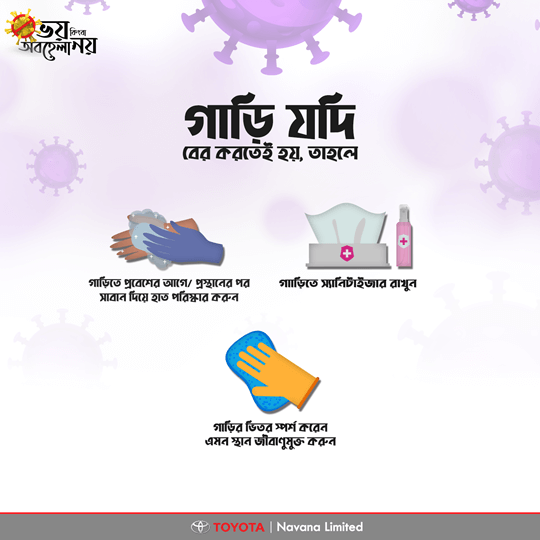 ভয় কিংবা
অবহেলা নয়
গাড়ি যদি
বের করতেই হয়, তাহলে
গাড়িতে প্রবেশের আগে/ প্রস্থানের পর
সাবান দিয়ে হাত পরিষ্কার করুন
গাাড়িতে স্যানিটাইজার রাখুন
গাড়ির ভিতর স্পর্শ করেন
এমন স্থান জীবাণুমুক্ত করুন
TOYOTA | Navana Limited